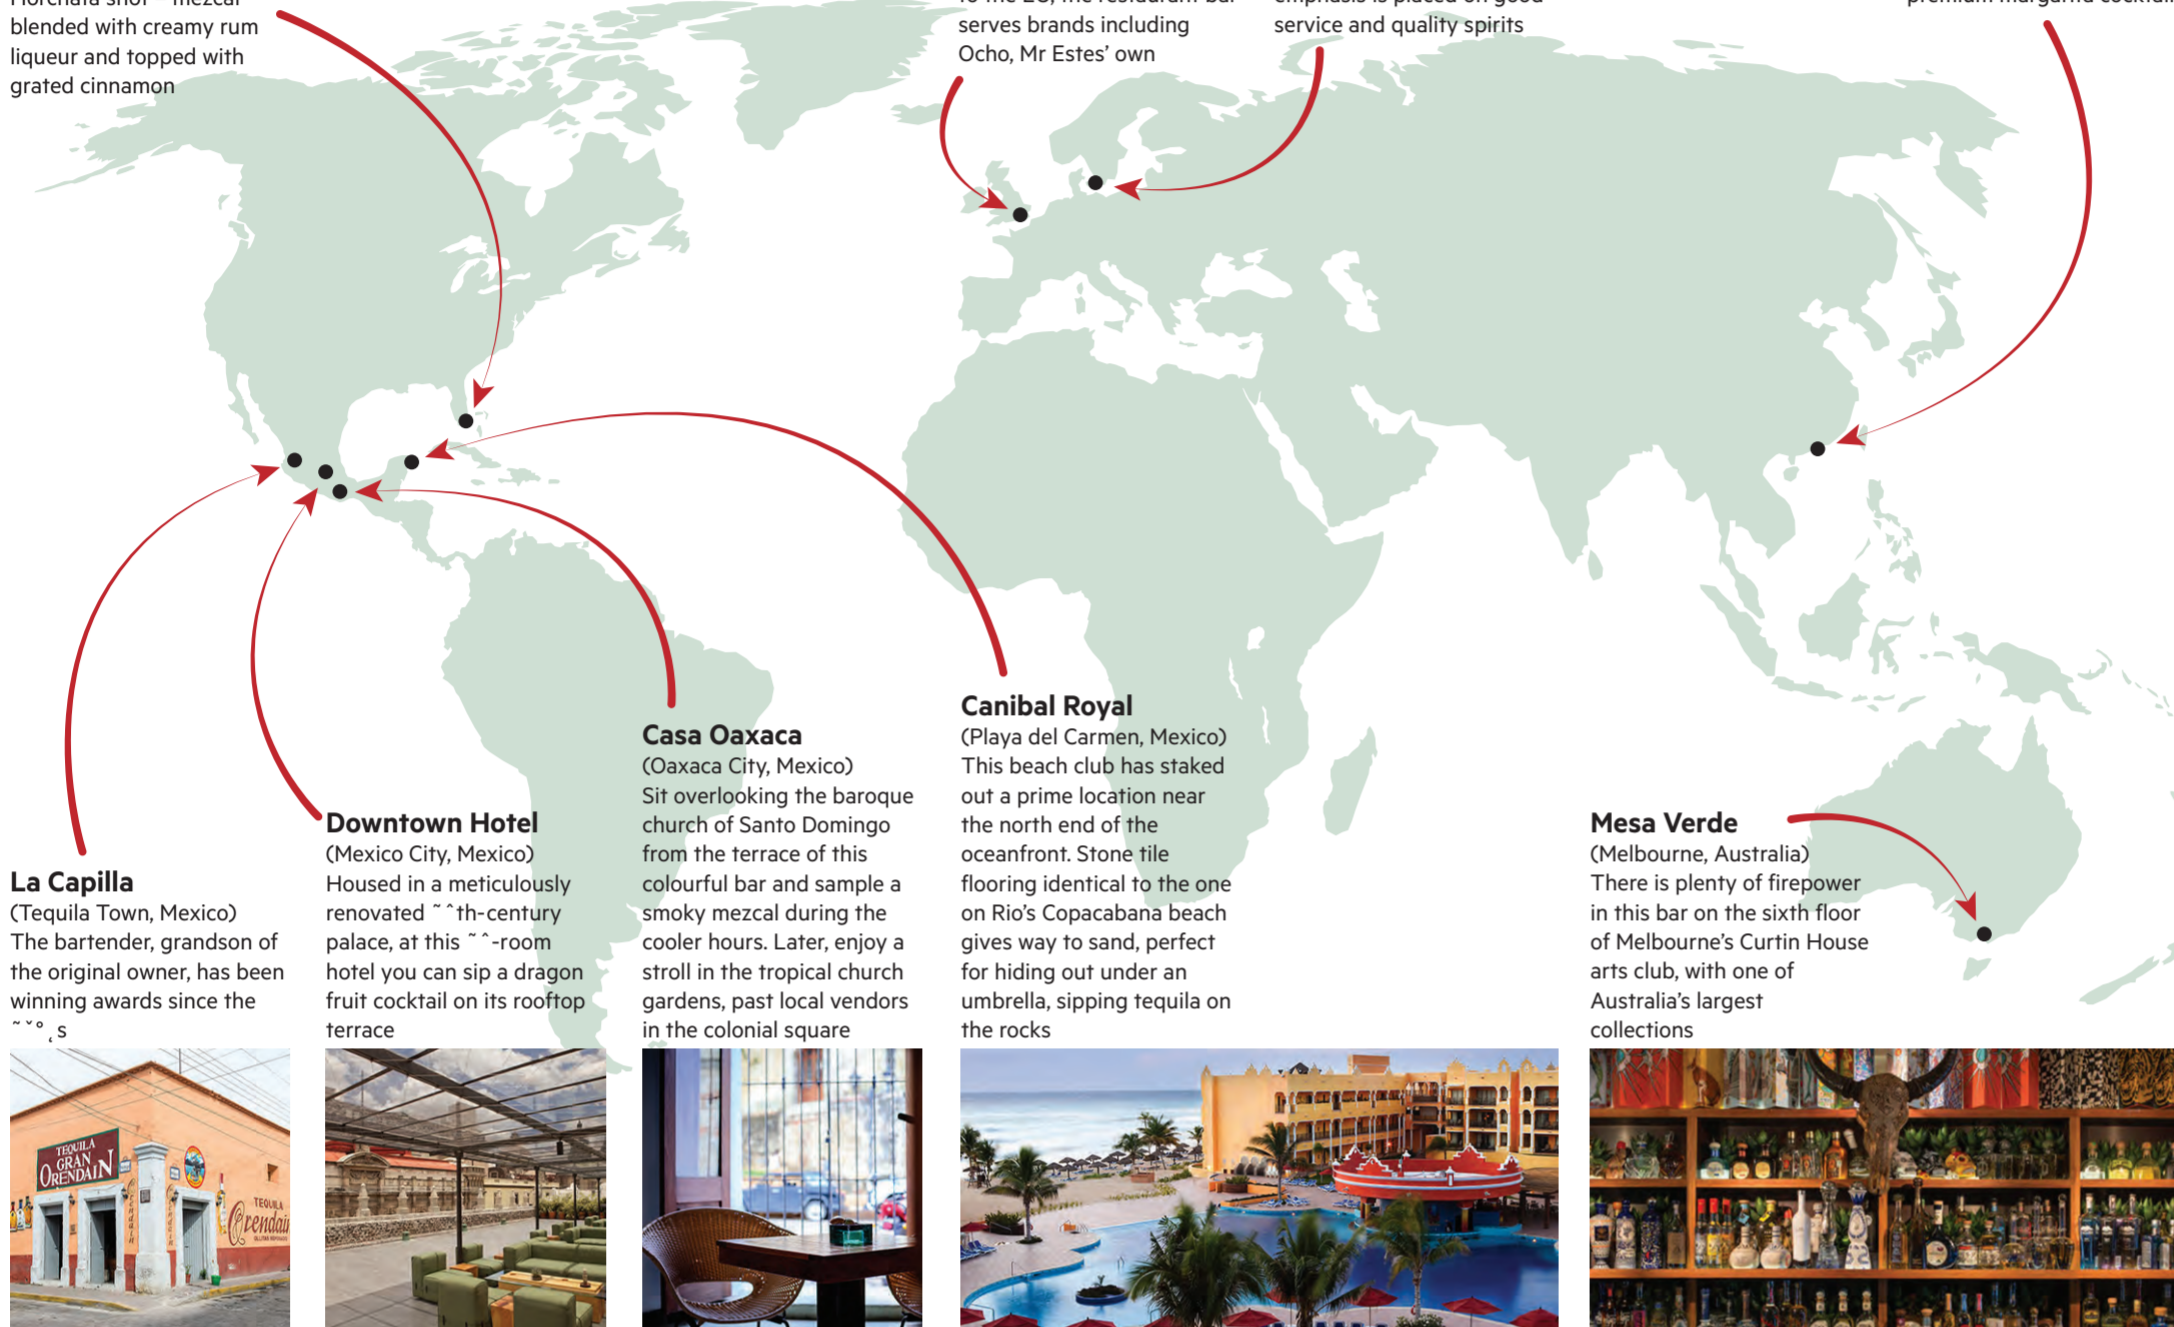 blended with creamy rum
liqueur and topped with
grated cinnamon
serves brands including
Ocho, Mr Estes’ own
service and quality spirits
La Capilla
(Tequila Town, Mexico)
The bartender, grandson of
the original owner, has been
winning awards since the
˜ˇ°˛s
Downtown Hotel
(Mexico City, Mexico)
Housed in a meticulously
renovated ˜ˆth-century
palace, at this ˜ˆ-room
hotel you can sip a dragon
fruit cocktail on its rooftop
terrace
Casa Oaxaca
(Oaxaca City, Mexico)
Sit overlooking the baroque
church of Santo Domingo
from the terrace of this
colourful bar and sample a
smoky mezcal during the
cooler hours. Later, enjoy a
stroll in the tropical church
gardens, past local vendors
in the colonial square
Canibal Royal
(Playa del Carmen, Mexico)
This beach club has staked
out a prime location near
the north end of the
oceanfront. Stone tile
flooring identical to the one
on Rio’s Copacabana beach
gives way to sand, perfect
for hiding out under an
umbrella, sipping tequila on
the rocks
Mesa Verde
(Melbourne, Australia)
There is plenty of firepower
in this bar on the sixth floor
of Melbourne’s Curtin House
arts club, with one of
Australia’s largest
collections
TEQUILA
GRAN
ORENDAIN
TEQUILA
Orendain